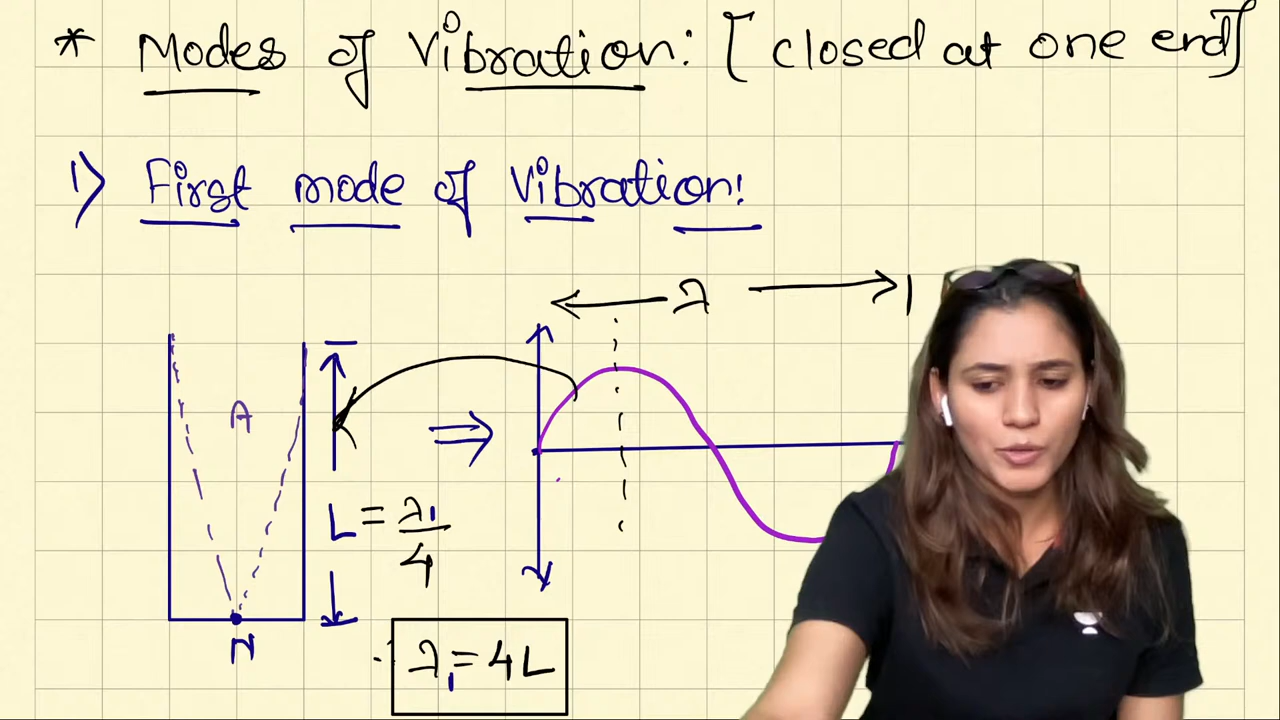 * Modes of Vibration: [closed at one end]
1) First mode of Vibration:
← λ →
A
L = λ₁/4
N
∴ λ₁ = 4L